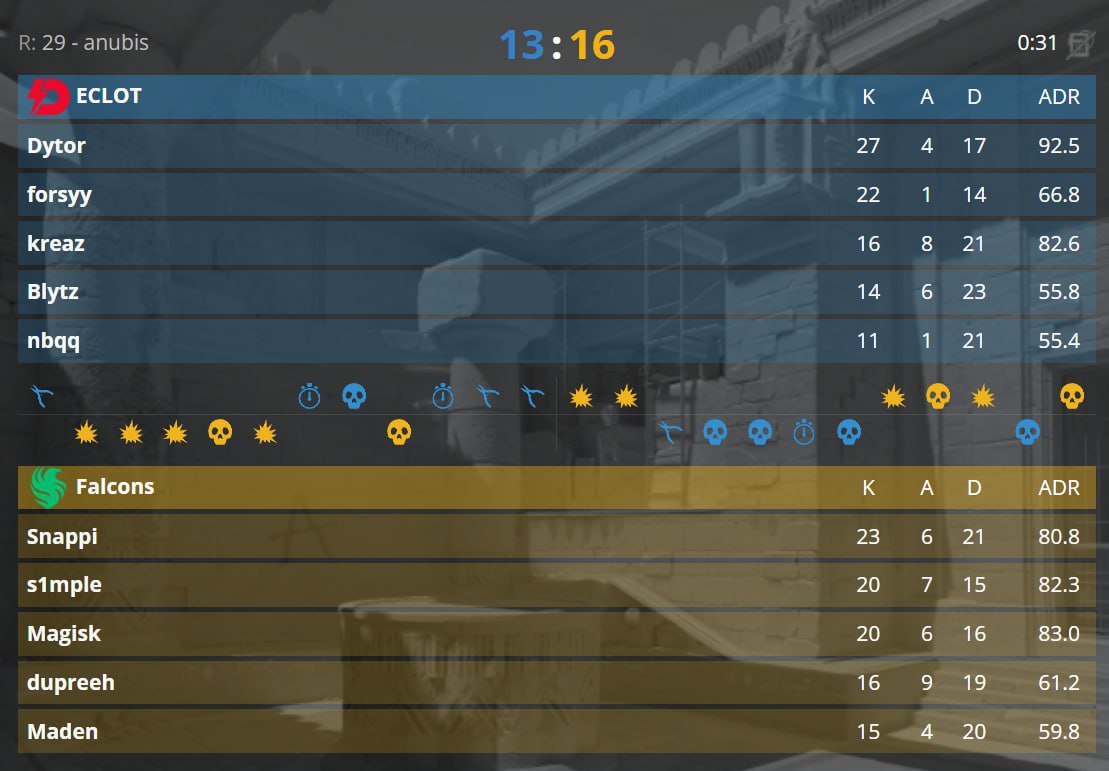 R: 29 - anubis 13 : 16 0:31
ECLOT K A D ADR
Dytor 27 4 17 92.5
forsyy 22 1 14 66.8
kreaz 16 8 21 82.6
Blytz 14 6 23 55.8
nbqq 11 1 21 55.4
Falcons K A D ADR
Snappi 23 6 21 80.8
s1mple 20 7 15 82.3
Magisk 20 6 16 83.0
dupreeh 16 9 19 61.2
Maden 15 4 20 59.8